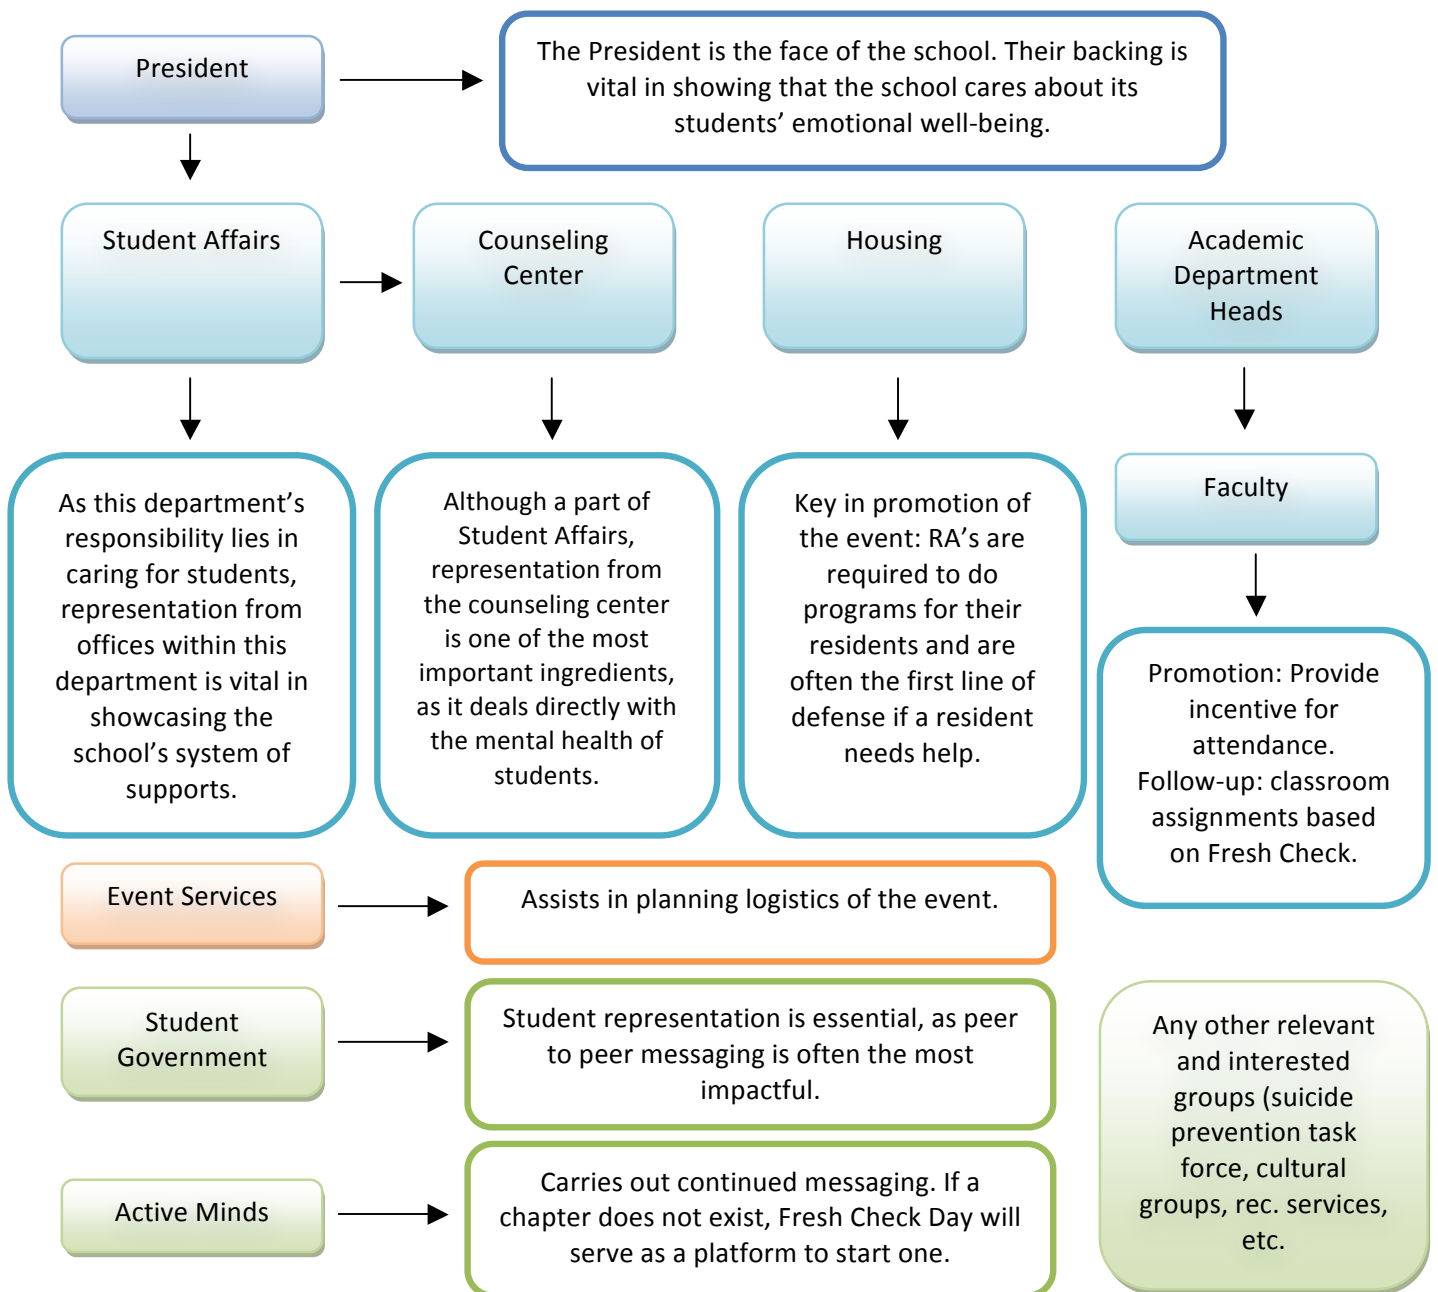 President
The President is the face of the school. Their backing is
vital in showing that the school cares about its
students’ emotional well-being.
Student Affairs
Counseling
Center
Housing
Academic
Department
Heads
As this department’s
responsibility lies in
caring for students,
representation from
offices within this
department is vital in
showcasing the
school’s system of
supports.
Although a part of
Student Affairs,
representation from
the counseling center
is one of the most
important ingredients,
as it deals directly with
the mental health of
students.
Key in promotion of
the event: RA’s are
required to do
programs for their
residents and are
often the first line of
defense if a resident
needs help.
Faculty
Promotion: Provide
incentive for
attendance.
Follow-up: classroom
assignments based
on Fresh Check.
Event Services
Assists in planning logistics of the event.
Student
Government
Student representation is essential, as peer
to peer messaging is often the most
impactful.
Active Minds
Carries out continued messaging. If a
chapter does not exist, Fresh Check Day will
serve as a platform to start one.
Any other relevant
and interested
groups (suicide
prevention task
force, cultural
groups, rec. services,
etc.